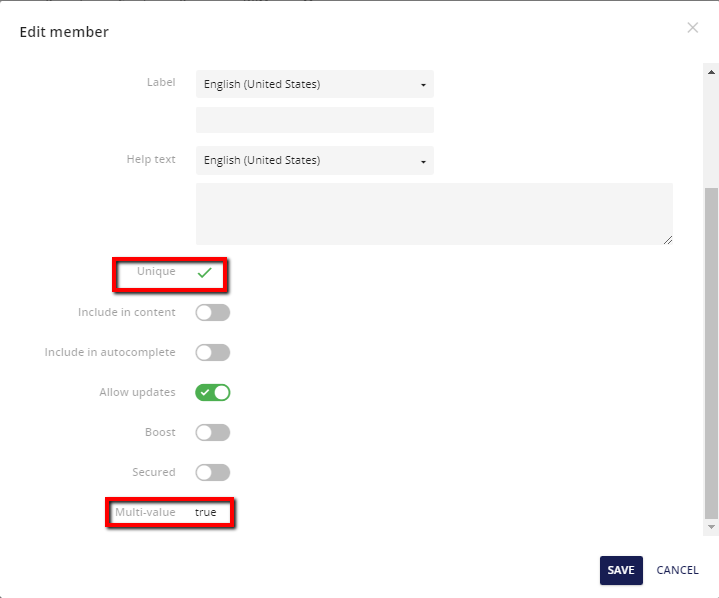 Edit member
Label
English (United States)
Help text
English (United States)
Unique
Include in content
Include in autocomplete
Allow updates
Boost
Secured
Multi-value true
SAVE CANCEL